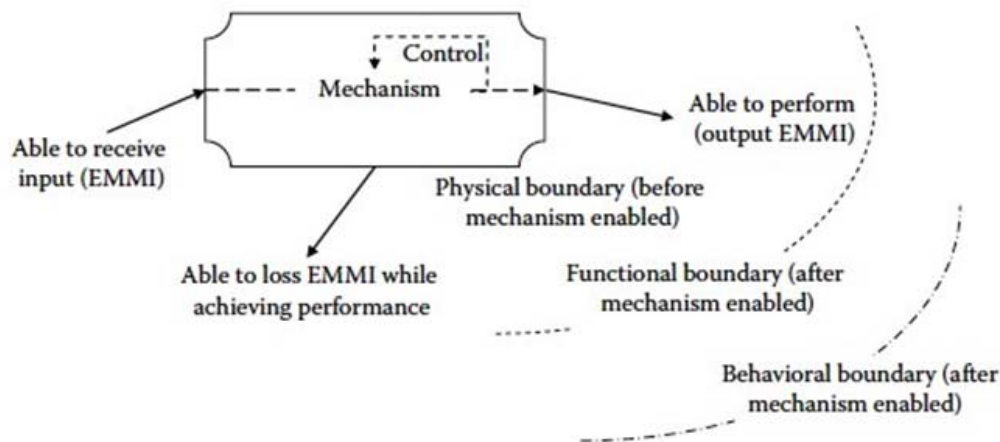 Control
Mechanism
Able to perform
(output EMMI)
Able to receive
input (EMMI)
Physical boundary (before
mechanism enabled)
Able to loss EMMI while
achieving performance
Functional boundary (after
mechanism enabled)
Behavioral boundary (after
mechanism enabled)